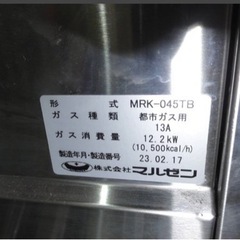 形式 MRK-045TB
ガス種類 都市ガス用
13A
ガス消費量 12.2kW
(10,500kcal/h)
製造年月・製造番号 23.02.17
株式会社マルゼン